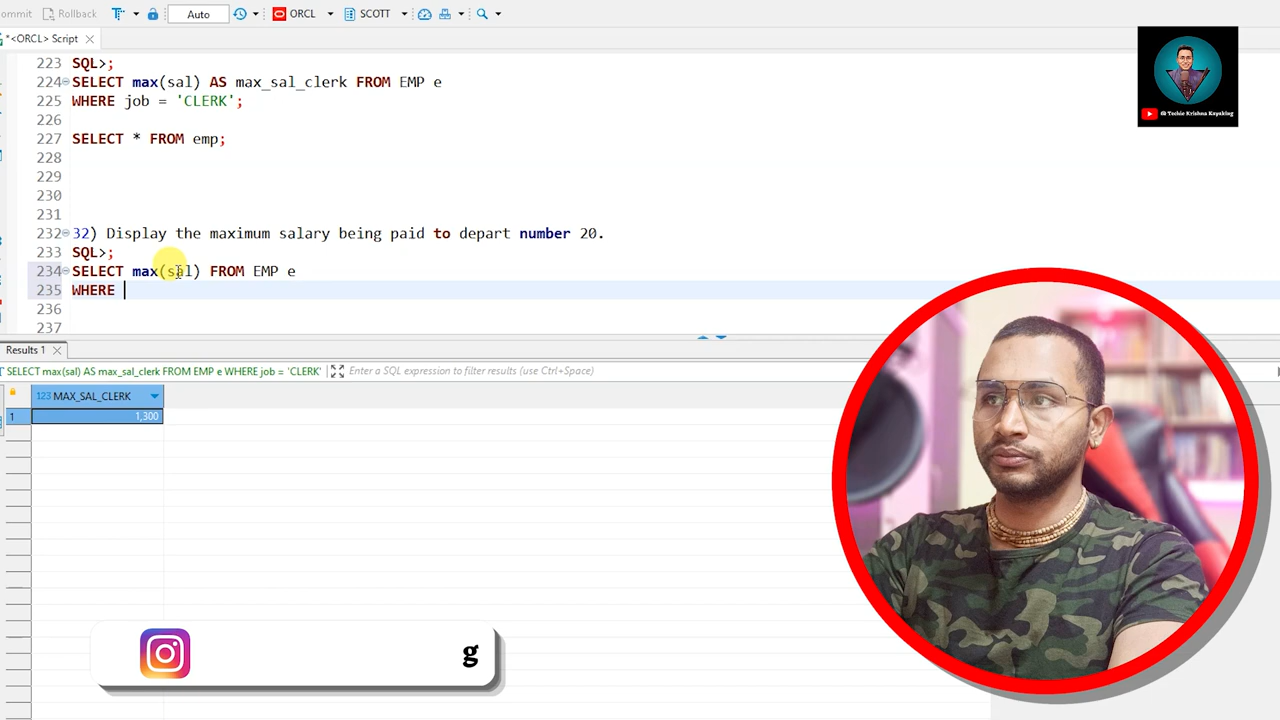 ommit Rollback Auto ORCL SCOTT
*<ORCL> Script
@ Techie Krishna Kayaking
223 SQL>;
224 SELECT max(sal) AS max_sal_clerk FROM EMP e
225 WHERE job = 'CLERK';
226
227 SELECT * FROM emp;
228
229
230
231
232 32) Display the maximum salary being paid to depart number 20.
233 SQL>;
234 SELECT max(sal) FROM EMP e
235 WHERE
236
237
Results 1
SELECT max(sal) AS max_sal_clerk FROM EMP e WHERE job = 'CLERK' Enter a SQL expression to filter results (use Ctrl+Space)
123 MAX_SAL_CLERK
1 1,300
g